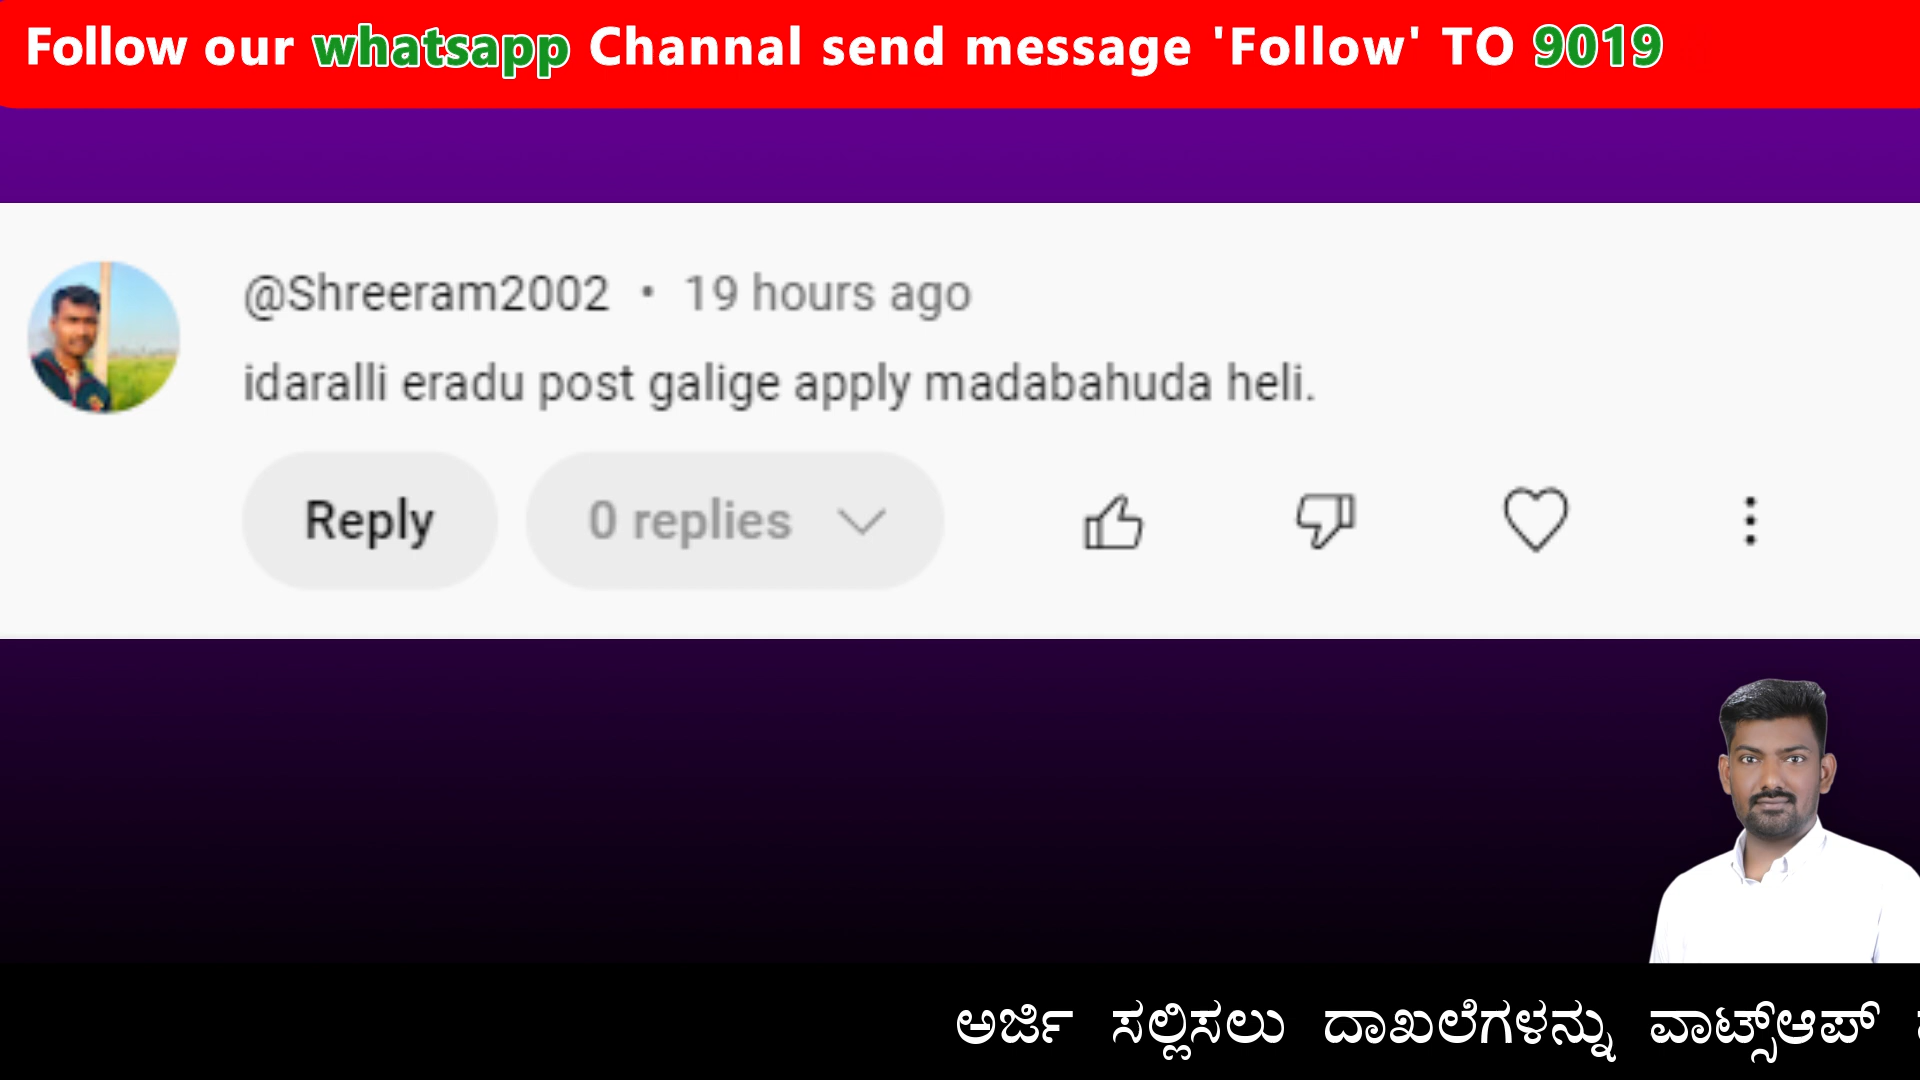 Follow our whatsapp Channal send message 'Follow' TO 9019
@Shreeram2002 • 19 hours ago
idaralli eradu post galige apply madabahuda heli.
Reply 0 replies
ಅರ್ಜಿ ಸಲ್ಲಿಸಲು ದಾಖಲೆಗಳನ್ನು ವಾಟ್ಸ್ಆಪ್